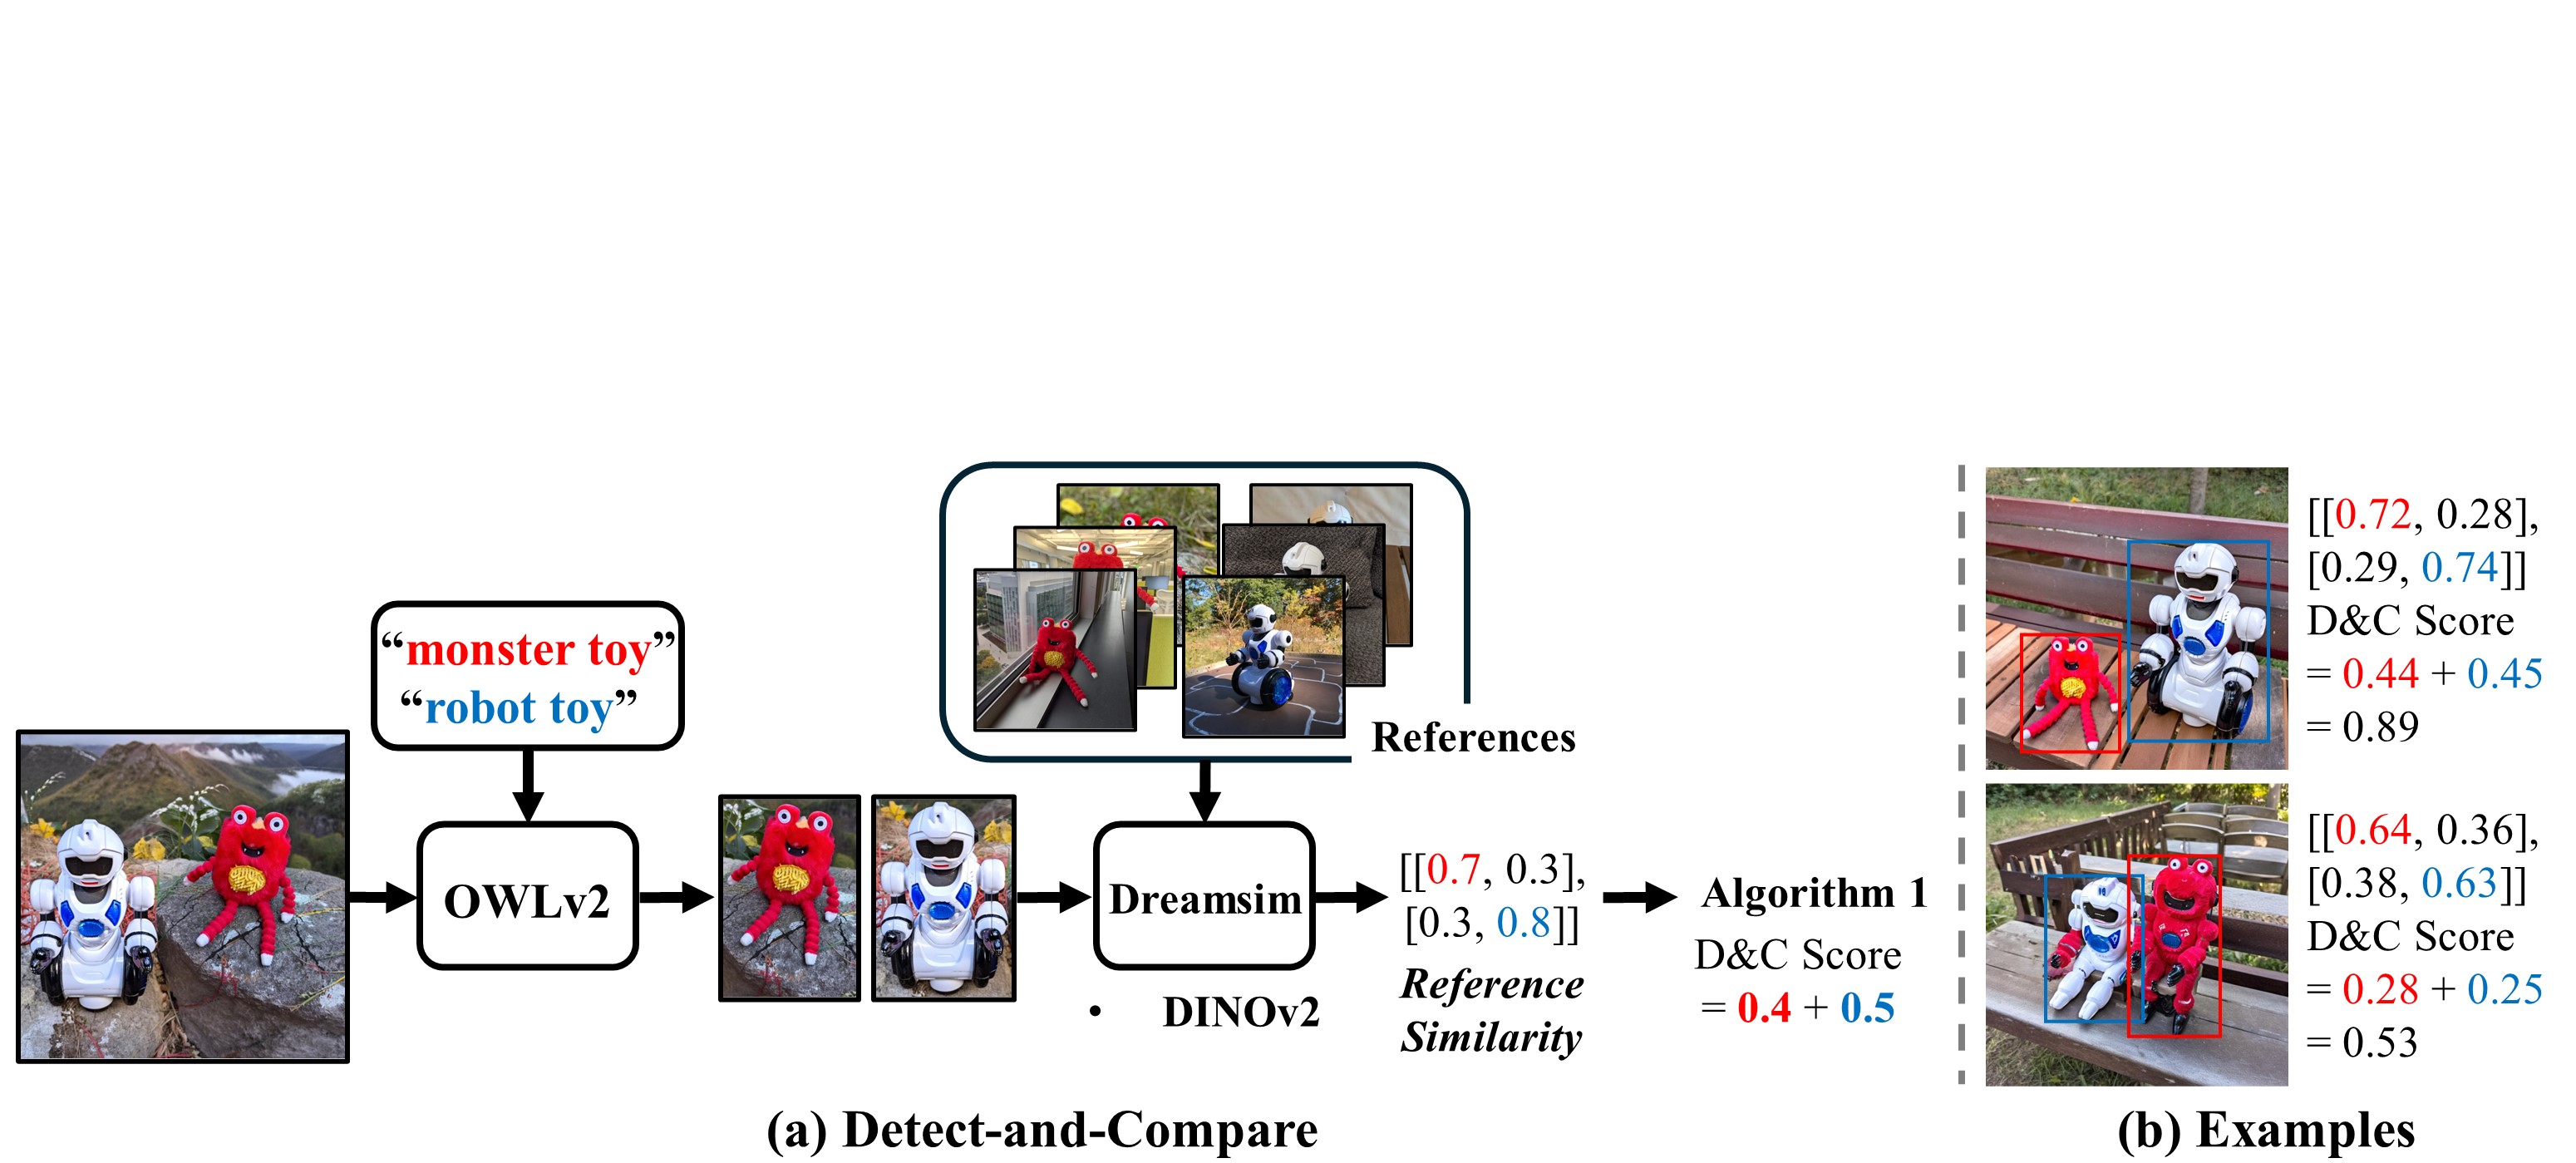 “monster toy”
“robot toy”
OWLv2
References
Dreamsim
• DINOv2
[[0.7, 0.3],
[0.3, 0.8]]
Reference
Similarity
Algorithm 1
D&C Score
= 0.4 + 0.5
(a) Detect-and-Compare
[[0.72, 0.28],
[0.29, 0.74]]
D&C Score
= 0.44 + 0.45
= 0.89
[[0.64, 0.36],
[0.38, 0.63]]
D&C Score
= 0.28 + 0.25
= 0.53
(b) Examples